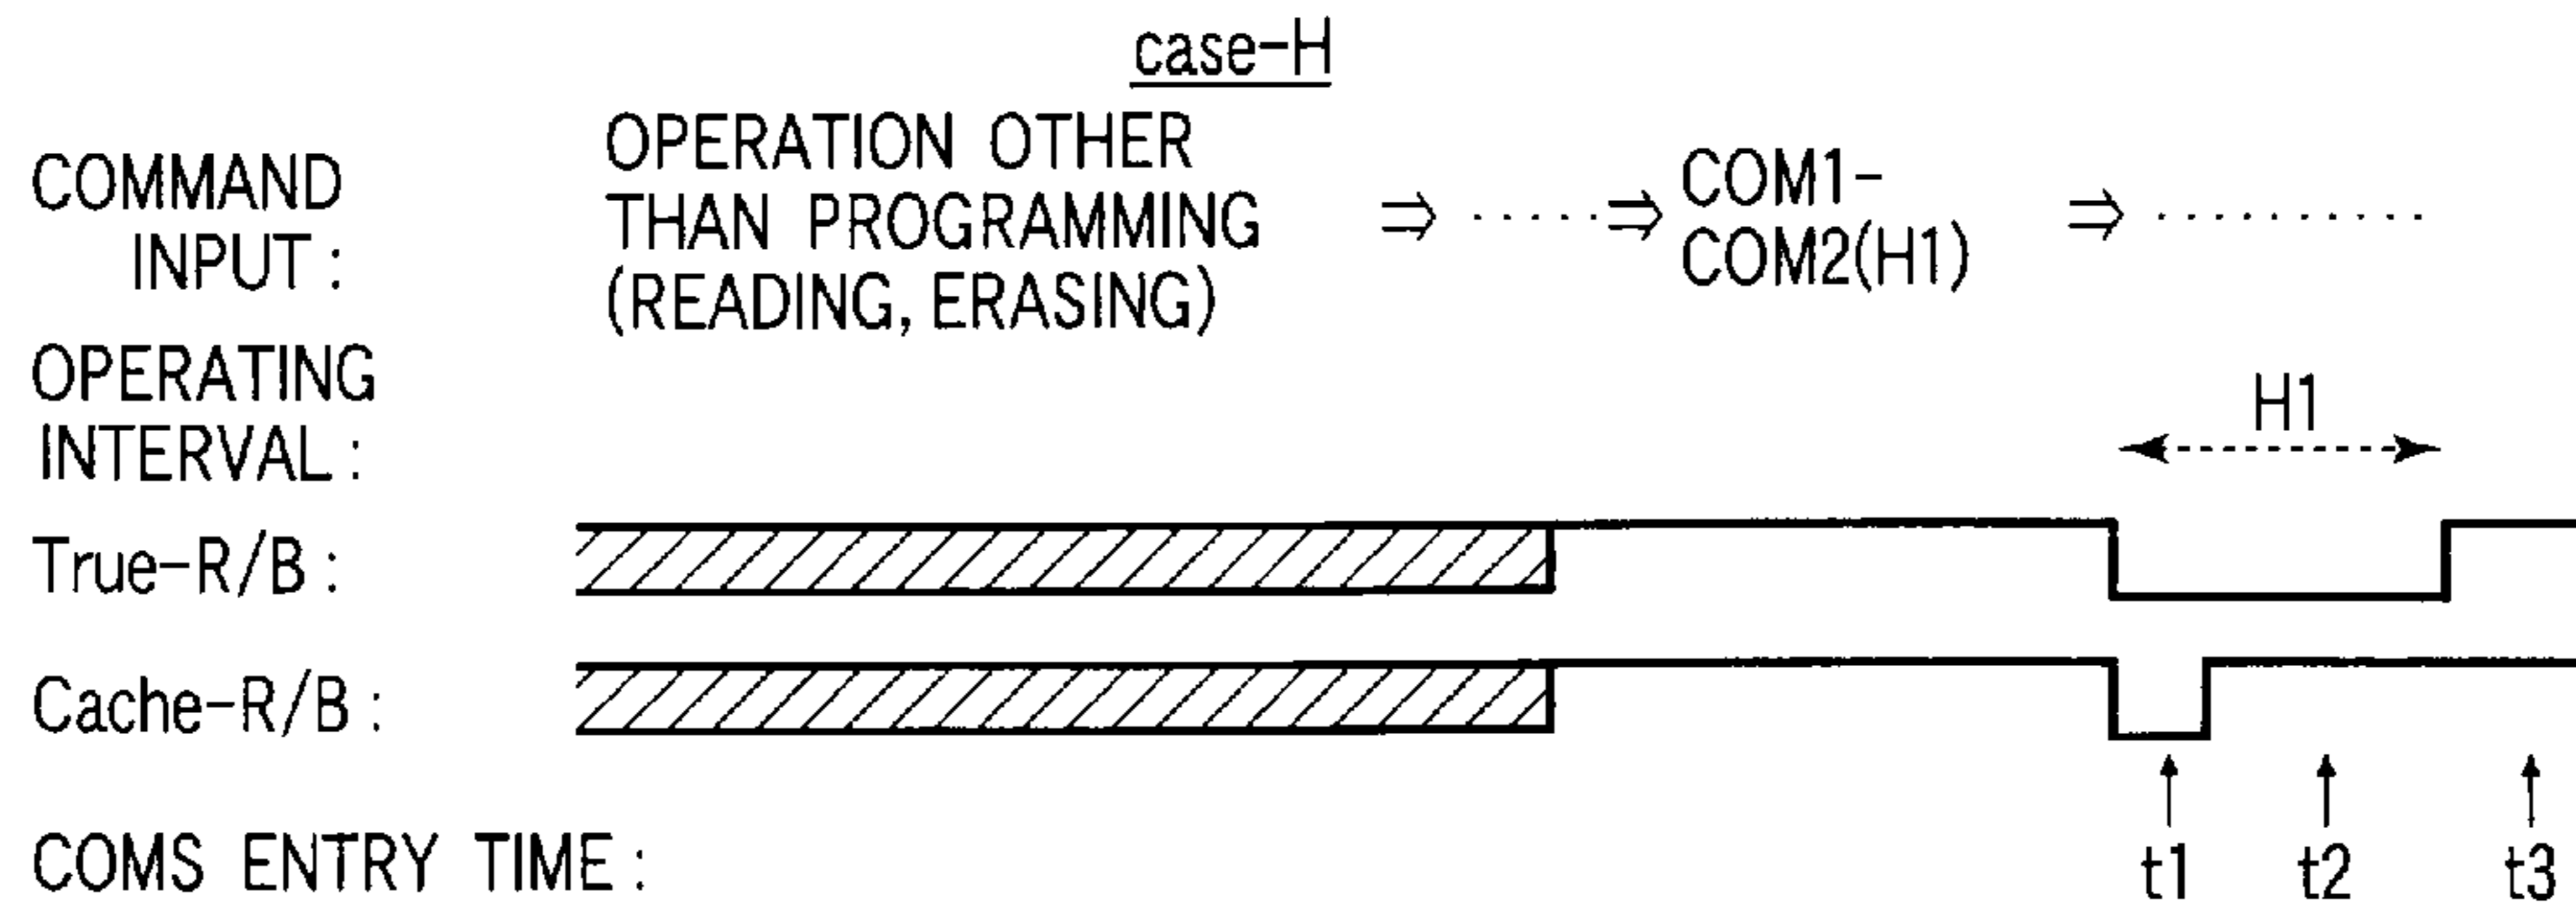 case-H
COMMAND
INPUT :
OPERATION OTHER
THAN PROGRAMMING
(READING, ERASING)
⇒ ·····⇒
COM1-
COM2(H1)
⇒ ··········
OPERATING
INTERVAL :
H1
True-R/B :
Cache-R/B :
COMS ENTRY TIME :
t1 t2 t3